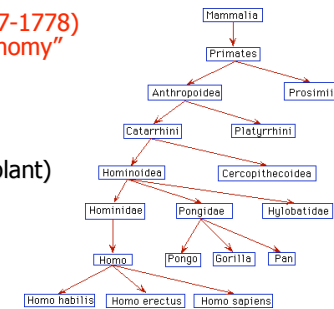 7-1778)
nomy”
plant)
Mammalia
Primates
Anthropoidea Prosimii
Catarrhini Platyrrhini
Hominoidea Cercopithecoidea
Hominidae Pongidae Hylobatidae
Homo Pongo Gorilla Pan
Homo habilis Homo erectus Homo sapiens